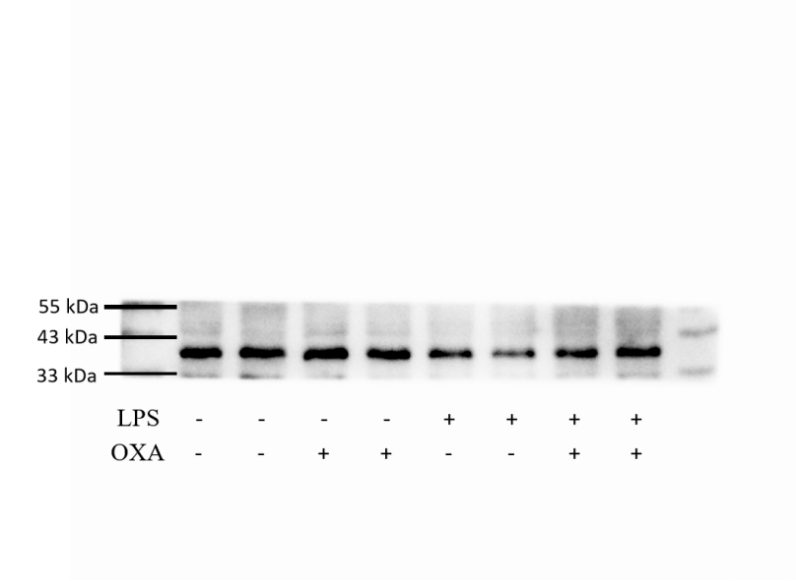 55 kDa
43 kDa
33 kDa
LPS - - - - + + + +
OXA - - + + - - + +